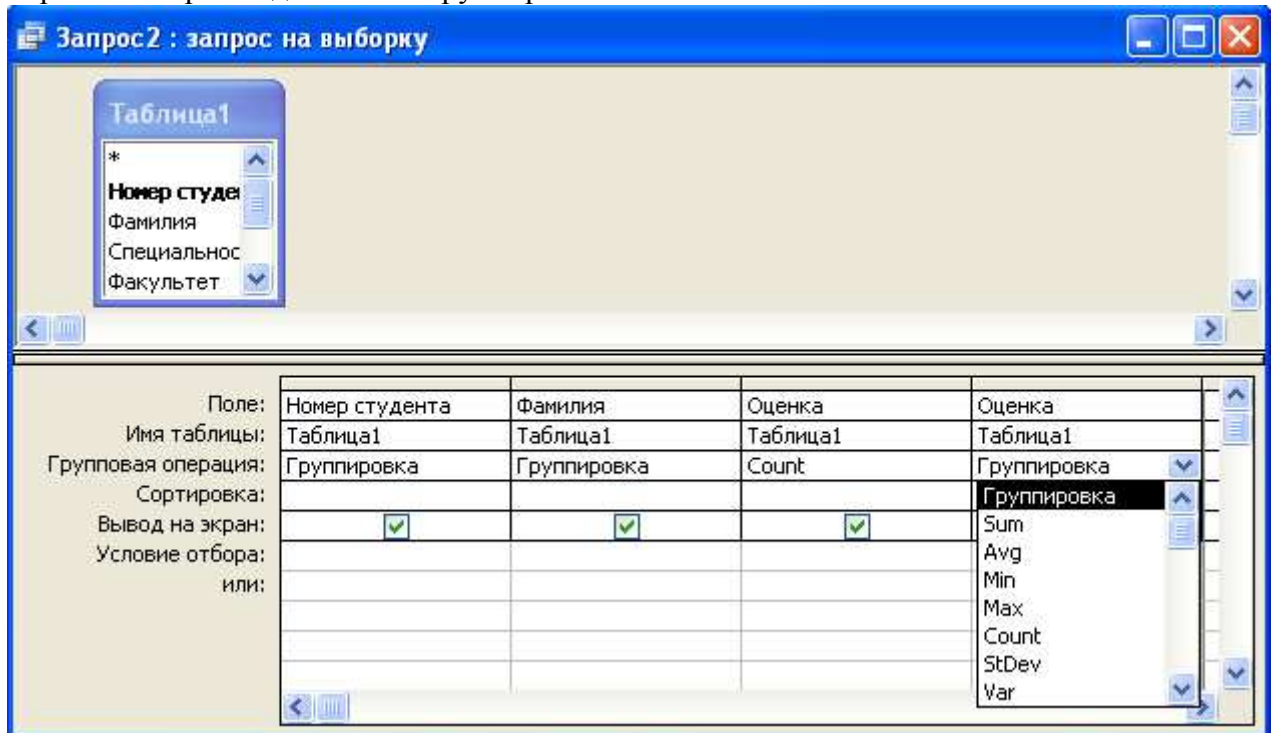 Запрос2 : запрос на выборку
Таблица1
*
Номер студе
Фамилия
Специальнос
Факультет
Поле: Номер студента Фамилия Оценка Оценка
Имя таблицы: Таблица1 Таблица1 Таблица1 Таблица1
Групповая операция: Группировка Группировка Count Группировка
Сортировка:
Вывод на экран:
Условие отбора:
или:
Группировка
Sum
Avg
Min
Max
Count
StDev
Var